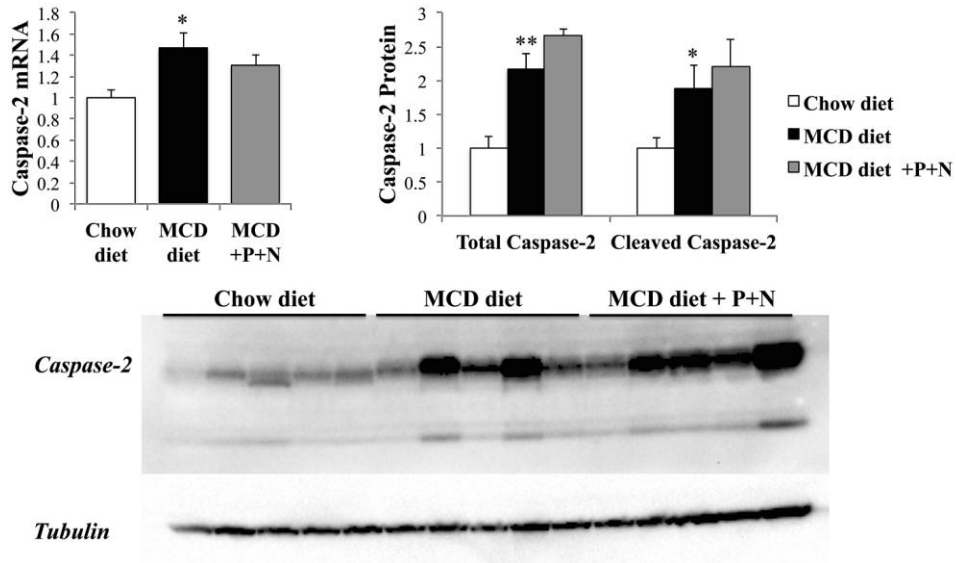 Caspase-2 mRNA
1.8
1.6
1.4
1.2
1
0.8
0.6
0.4
0.2
0
*
Chow diet
MCD diet
MCD +P+N
Caspase-2 Protein
3
2.5
2
1.5
1
0.5
0
**
*
Total Caspase-2
Cleaved Caspase-2
Chow diet
MCD diet
MCD diet +P+N
Chow diet
MCD diet
MCD diet + P+N
Caspase-2
Tubulin